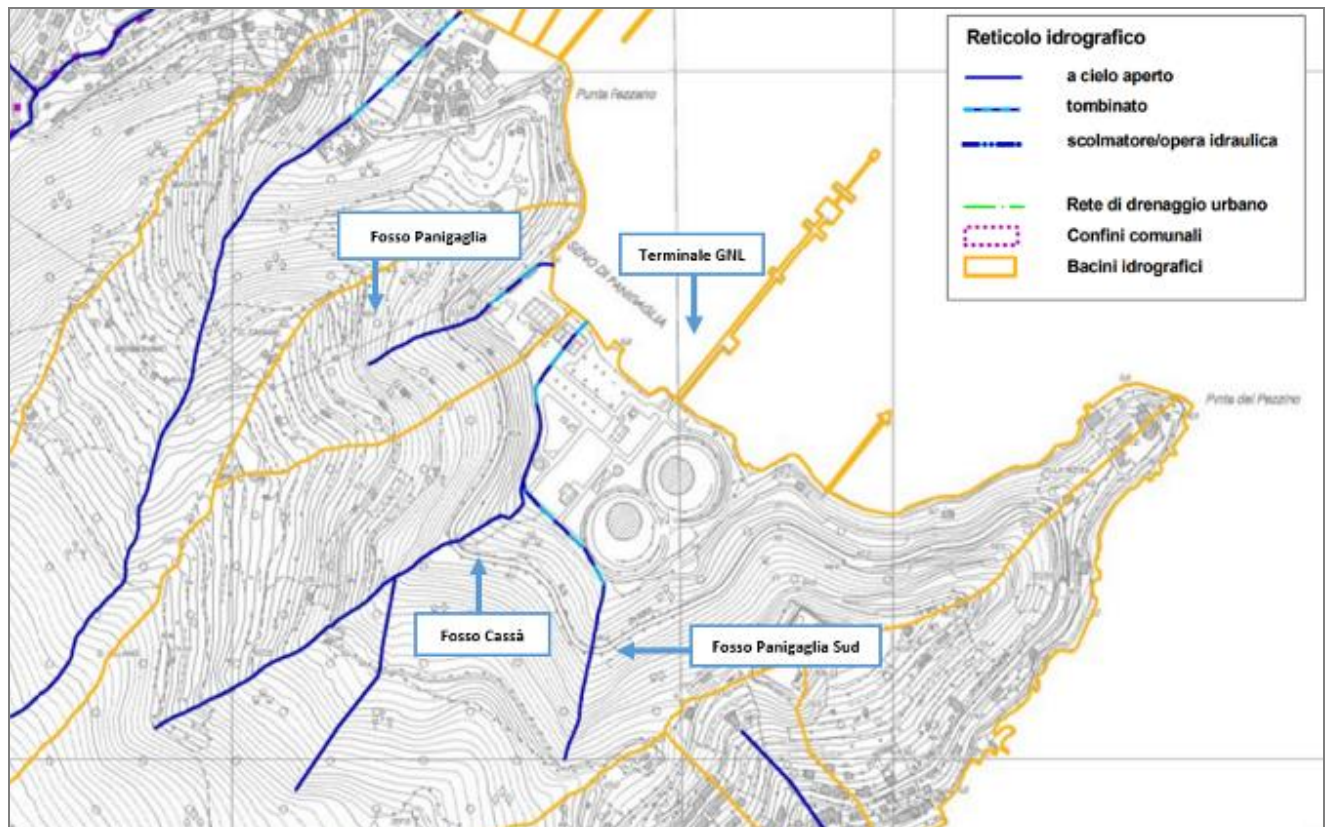 Reticolo idrografico
a cielo aperto
tombinato
scolmatore/opera idraulica
Rete di drenaggio urbano
Confini comunali
Bacini idrografici
Punta Fezzano
Fosso Panigaglia
SENO DI PANIGAGLIA
Terminale GNL
Punta del Pezzino
Fosso Cassà
Fosso Panigaglia Sud